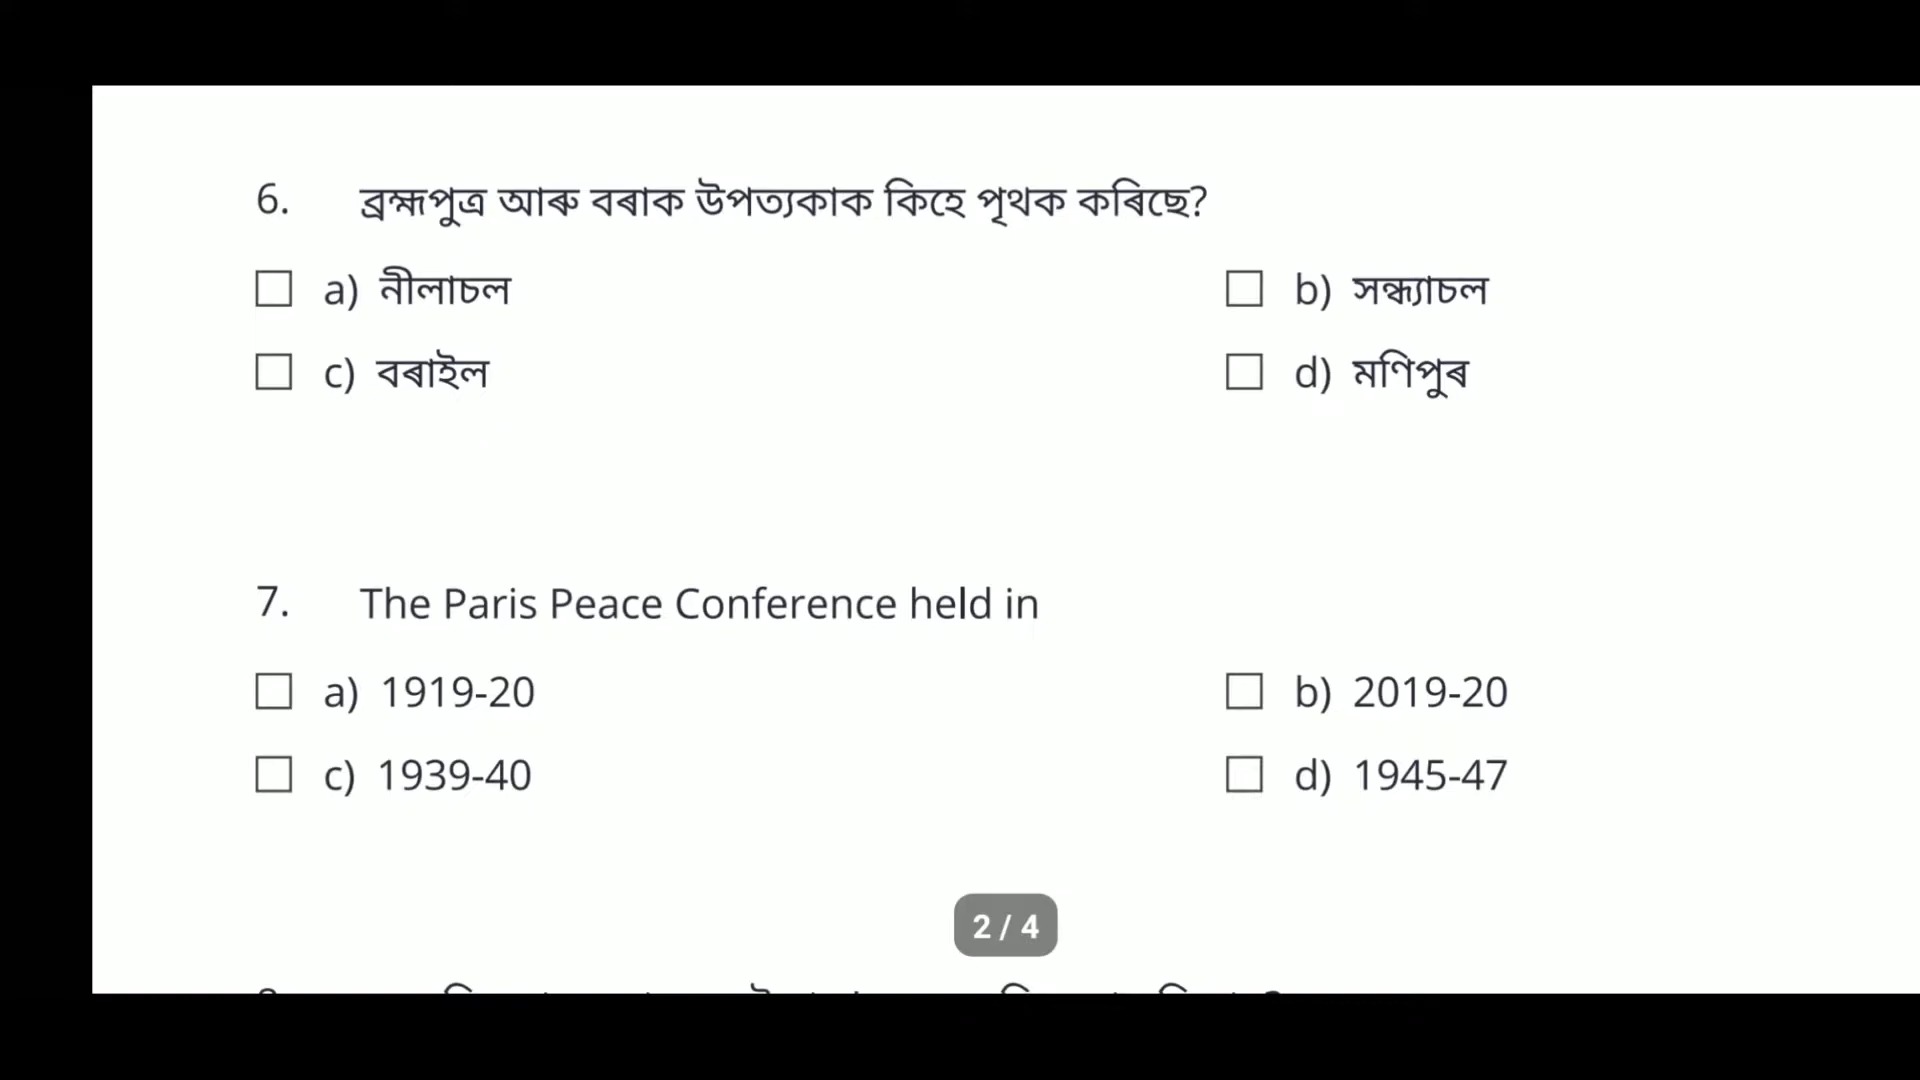 6. ব্ৰহ্মপুত্ৰ আৰু বৰাক উপত্যকাক কিহে পৃথক কৰিছে?
a) নীলাচল
b) সন্ধ্যাচল
c) বৰাইল
d) মণিপুৰ
7. The Paris Peace Conference held in
a) 1919-20
b) 2019-20
c) 1939-40
d) 1945-47
2 / 4